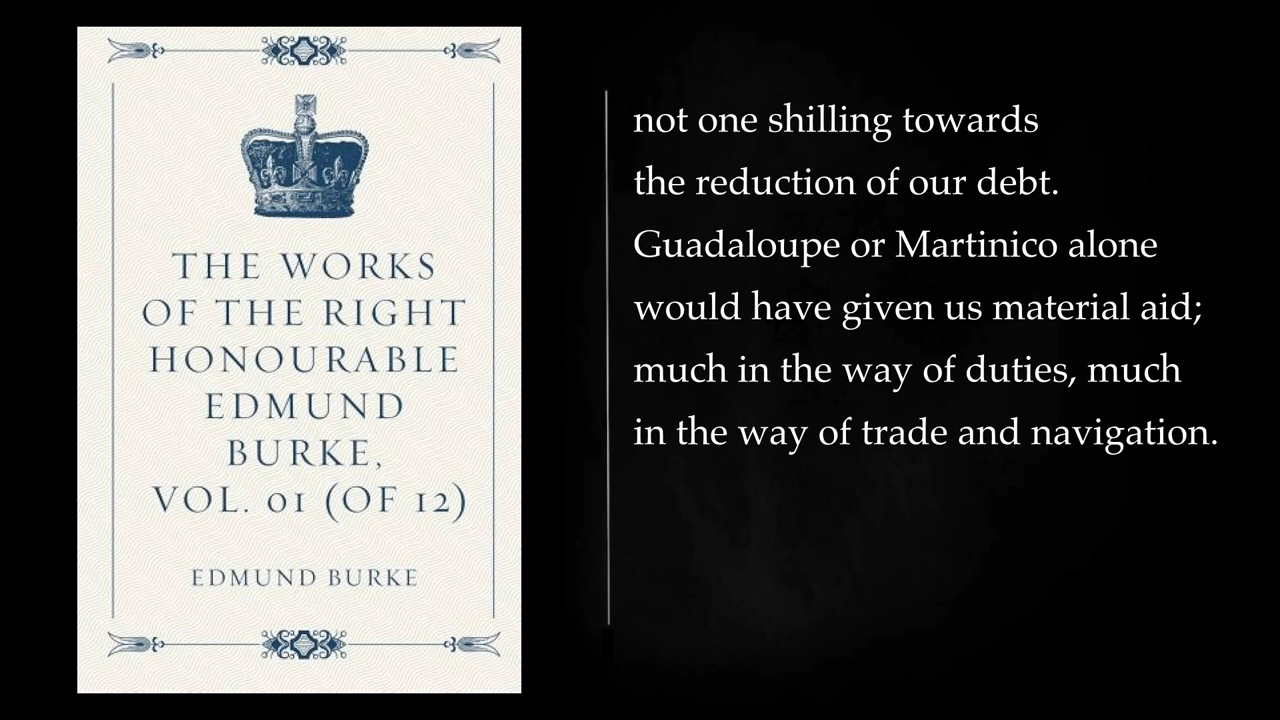 THE WORKS
OF THE RIGHT
HONOURABLE
EDMUND
BURKE,
VOL. 01 (OF 12)
EDMUND BURKE
not one shilling towards
the reduction of our debt.
Guadaloupe or Martinico alone
would have given us material aid;
much in the way of duties, much
in the way of trade and navigation.